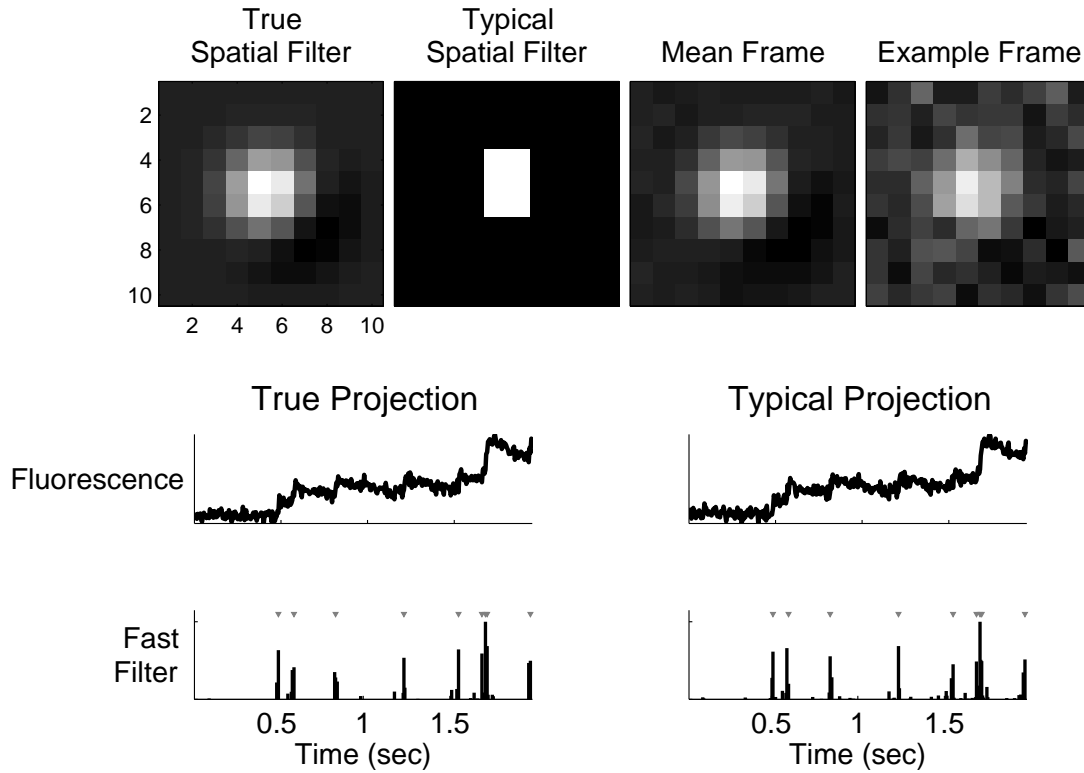 True
Spatial Filter
Typical
Spatial Filter
Mean Frame
Example Frame
2
4
6
8
10
2
4
6
8
10
True Projection
Typical Projection
Fluorescence
Fast
Filter
0.5
1
1.5
Time (sec)
0.5
1
1.5
Time (sec)